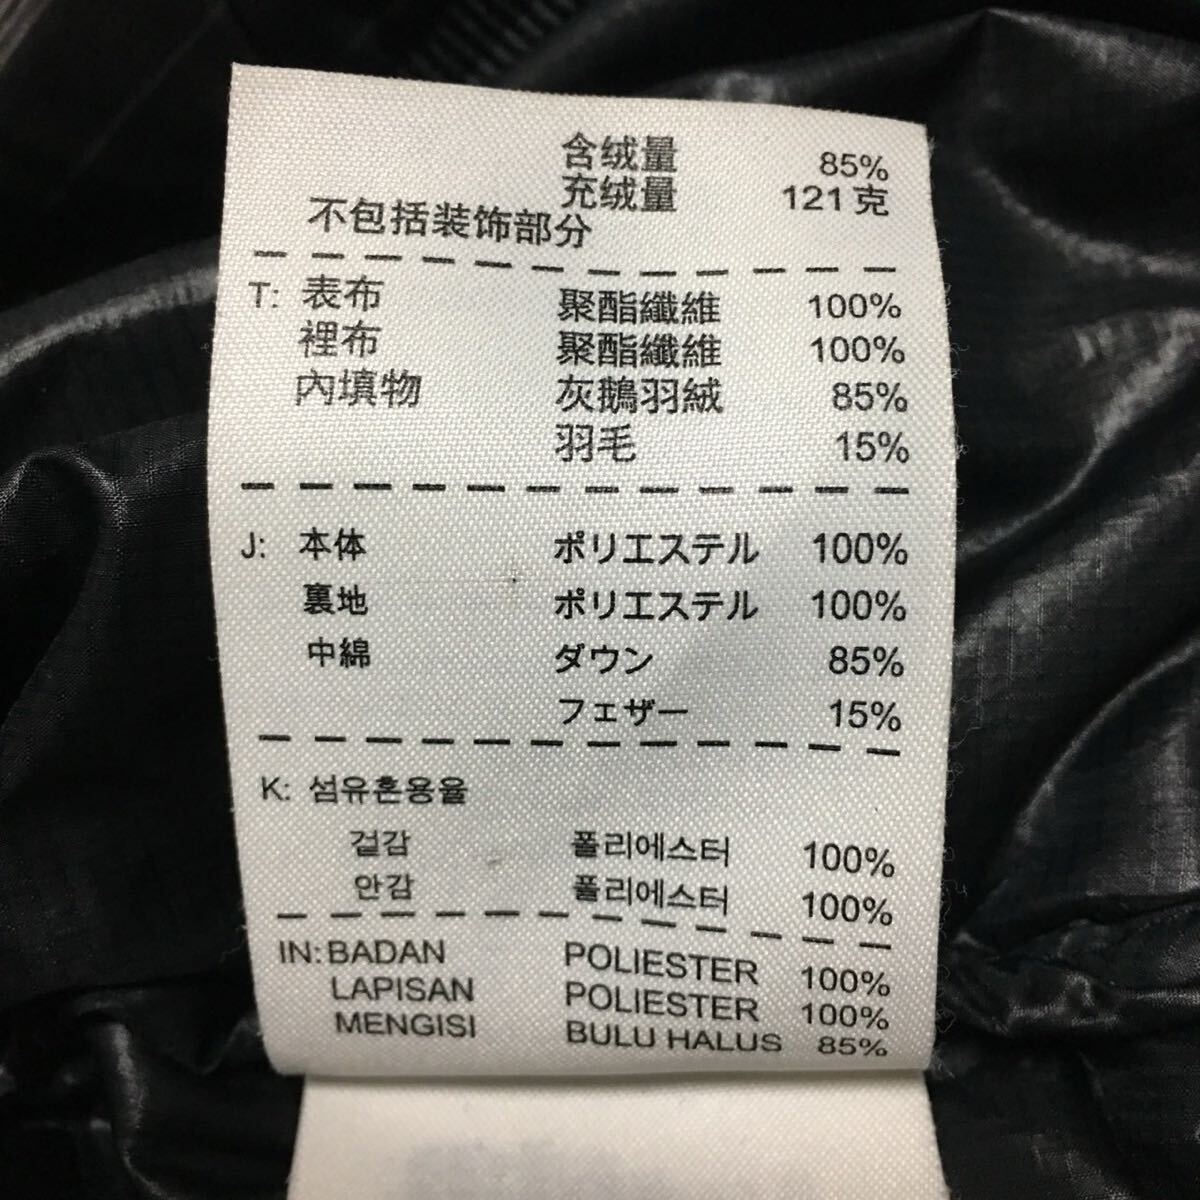 含绒量 85%
充绒量 121克
不包括装饰部分
T: 表布 聚酯纖維 100%
裡布 聚酯纖維 100%
內填物 灰鵝羽絨 85%
羽毛 15%
J: 本体 ポリエステル 100%
裏地 ポリエステル 100%
中綿 ダウン 85%
フェザー 15%
K: 섬유혼용율
겉감 폴리에스터 100%
안감 폴리에스터 100%
IN: BADAN POLIESTER 100%
LAPISAN POLIESTER 100%
MENGISI BULU HALUS 85%